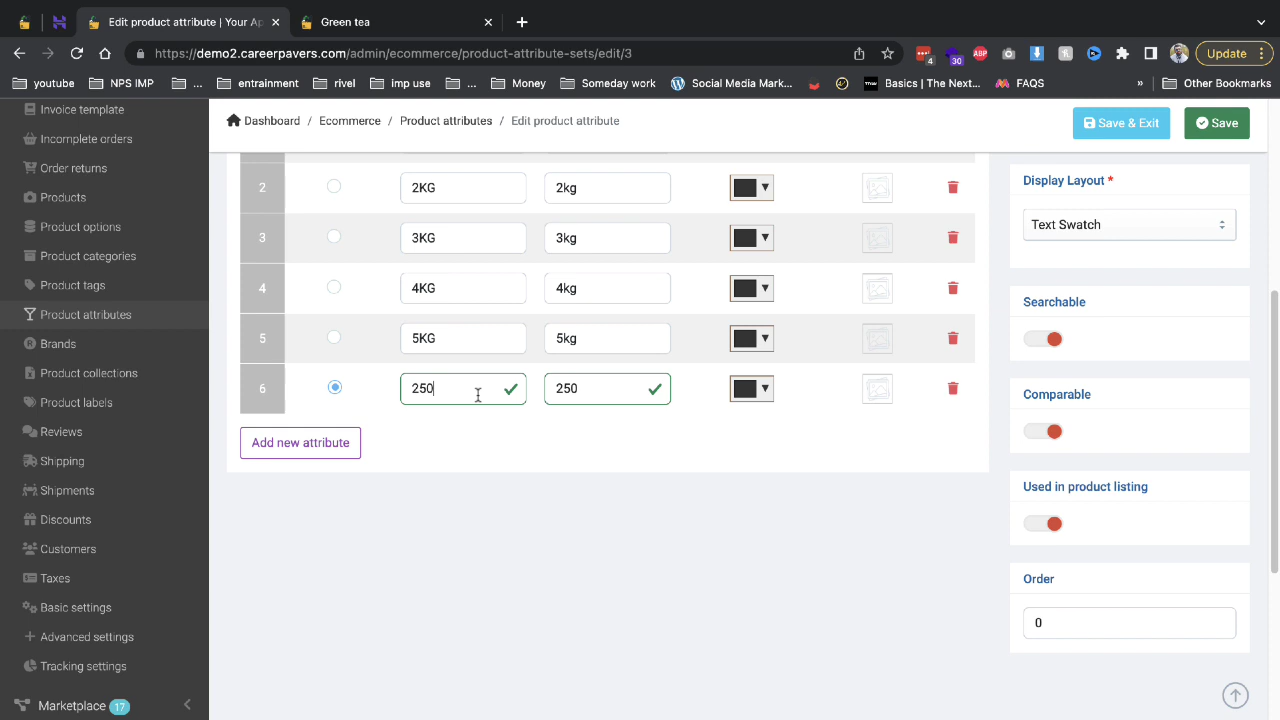 Edit product attribute | Your Ap
Green tea
https://demo2.careerpavers.com/admin/ecommerce/product-attribute-sets/edit/3
4
30
ABP
Update
youtube
NPS IMP
...
enterainment
rivel
Imp use
...
Money
Someday work
Social Media Mark...
Basics | The Next...
FAQS
»
Other Bookmarks
Invoice template
Incomplete orders
Order returns
Products
Product options
Product categories
Product tags
Product attributes
Brands
Product collections
Product labels
Reviews
Shipping
Shipments
Discounts
Customers
Taxes
Basic settings
Advanced settings
Tracking settings
Marketplace 17
Dashboard / Ecommerce / Product attributes / Edit product attribute
Save & Exit
Save
2 2KG 2kg
3 3KG 3kg
4 4KG 4kg
5 5KG 5kg
6 250 250
Add new attribute
Display Layout *
Text Swatch
Searchable
Comparable
Used in product listing
Order
0